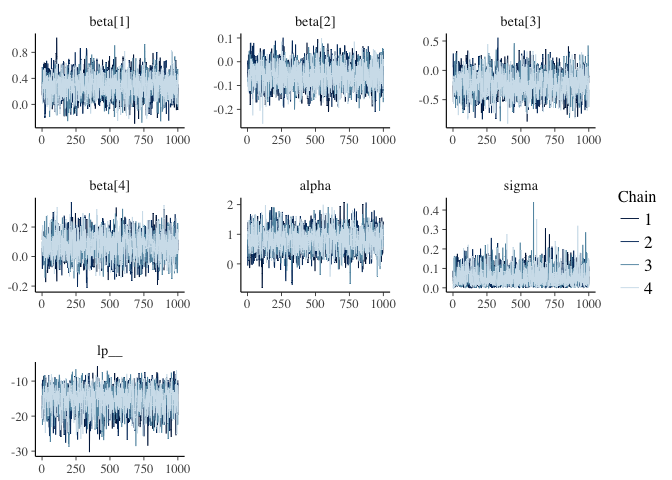 beta[1] beta[2] beta[3]
0.8 0.1 0.5
0.4 0.0 0.0
0.0 -0.1 -0.5
-0.2
0 250 500 750 1000 0 250 500 750 1000 0 250 500 750 1000
beta[4] alpha sigma
0.2 2 0.4
0.0 1 0.3
-0.2 0 0.2
0.1
0.0
0 250 500 750 1000 0 250 500 750 1000 0 250 500 750 1000
Chain
1
2
3
4
lp__
-10
-20
-30
0 250 500 750 1000